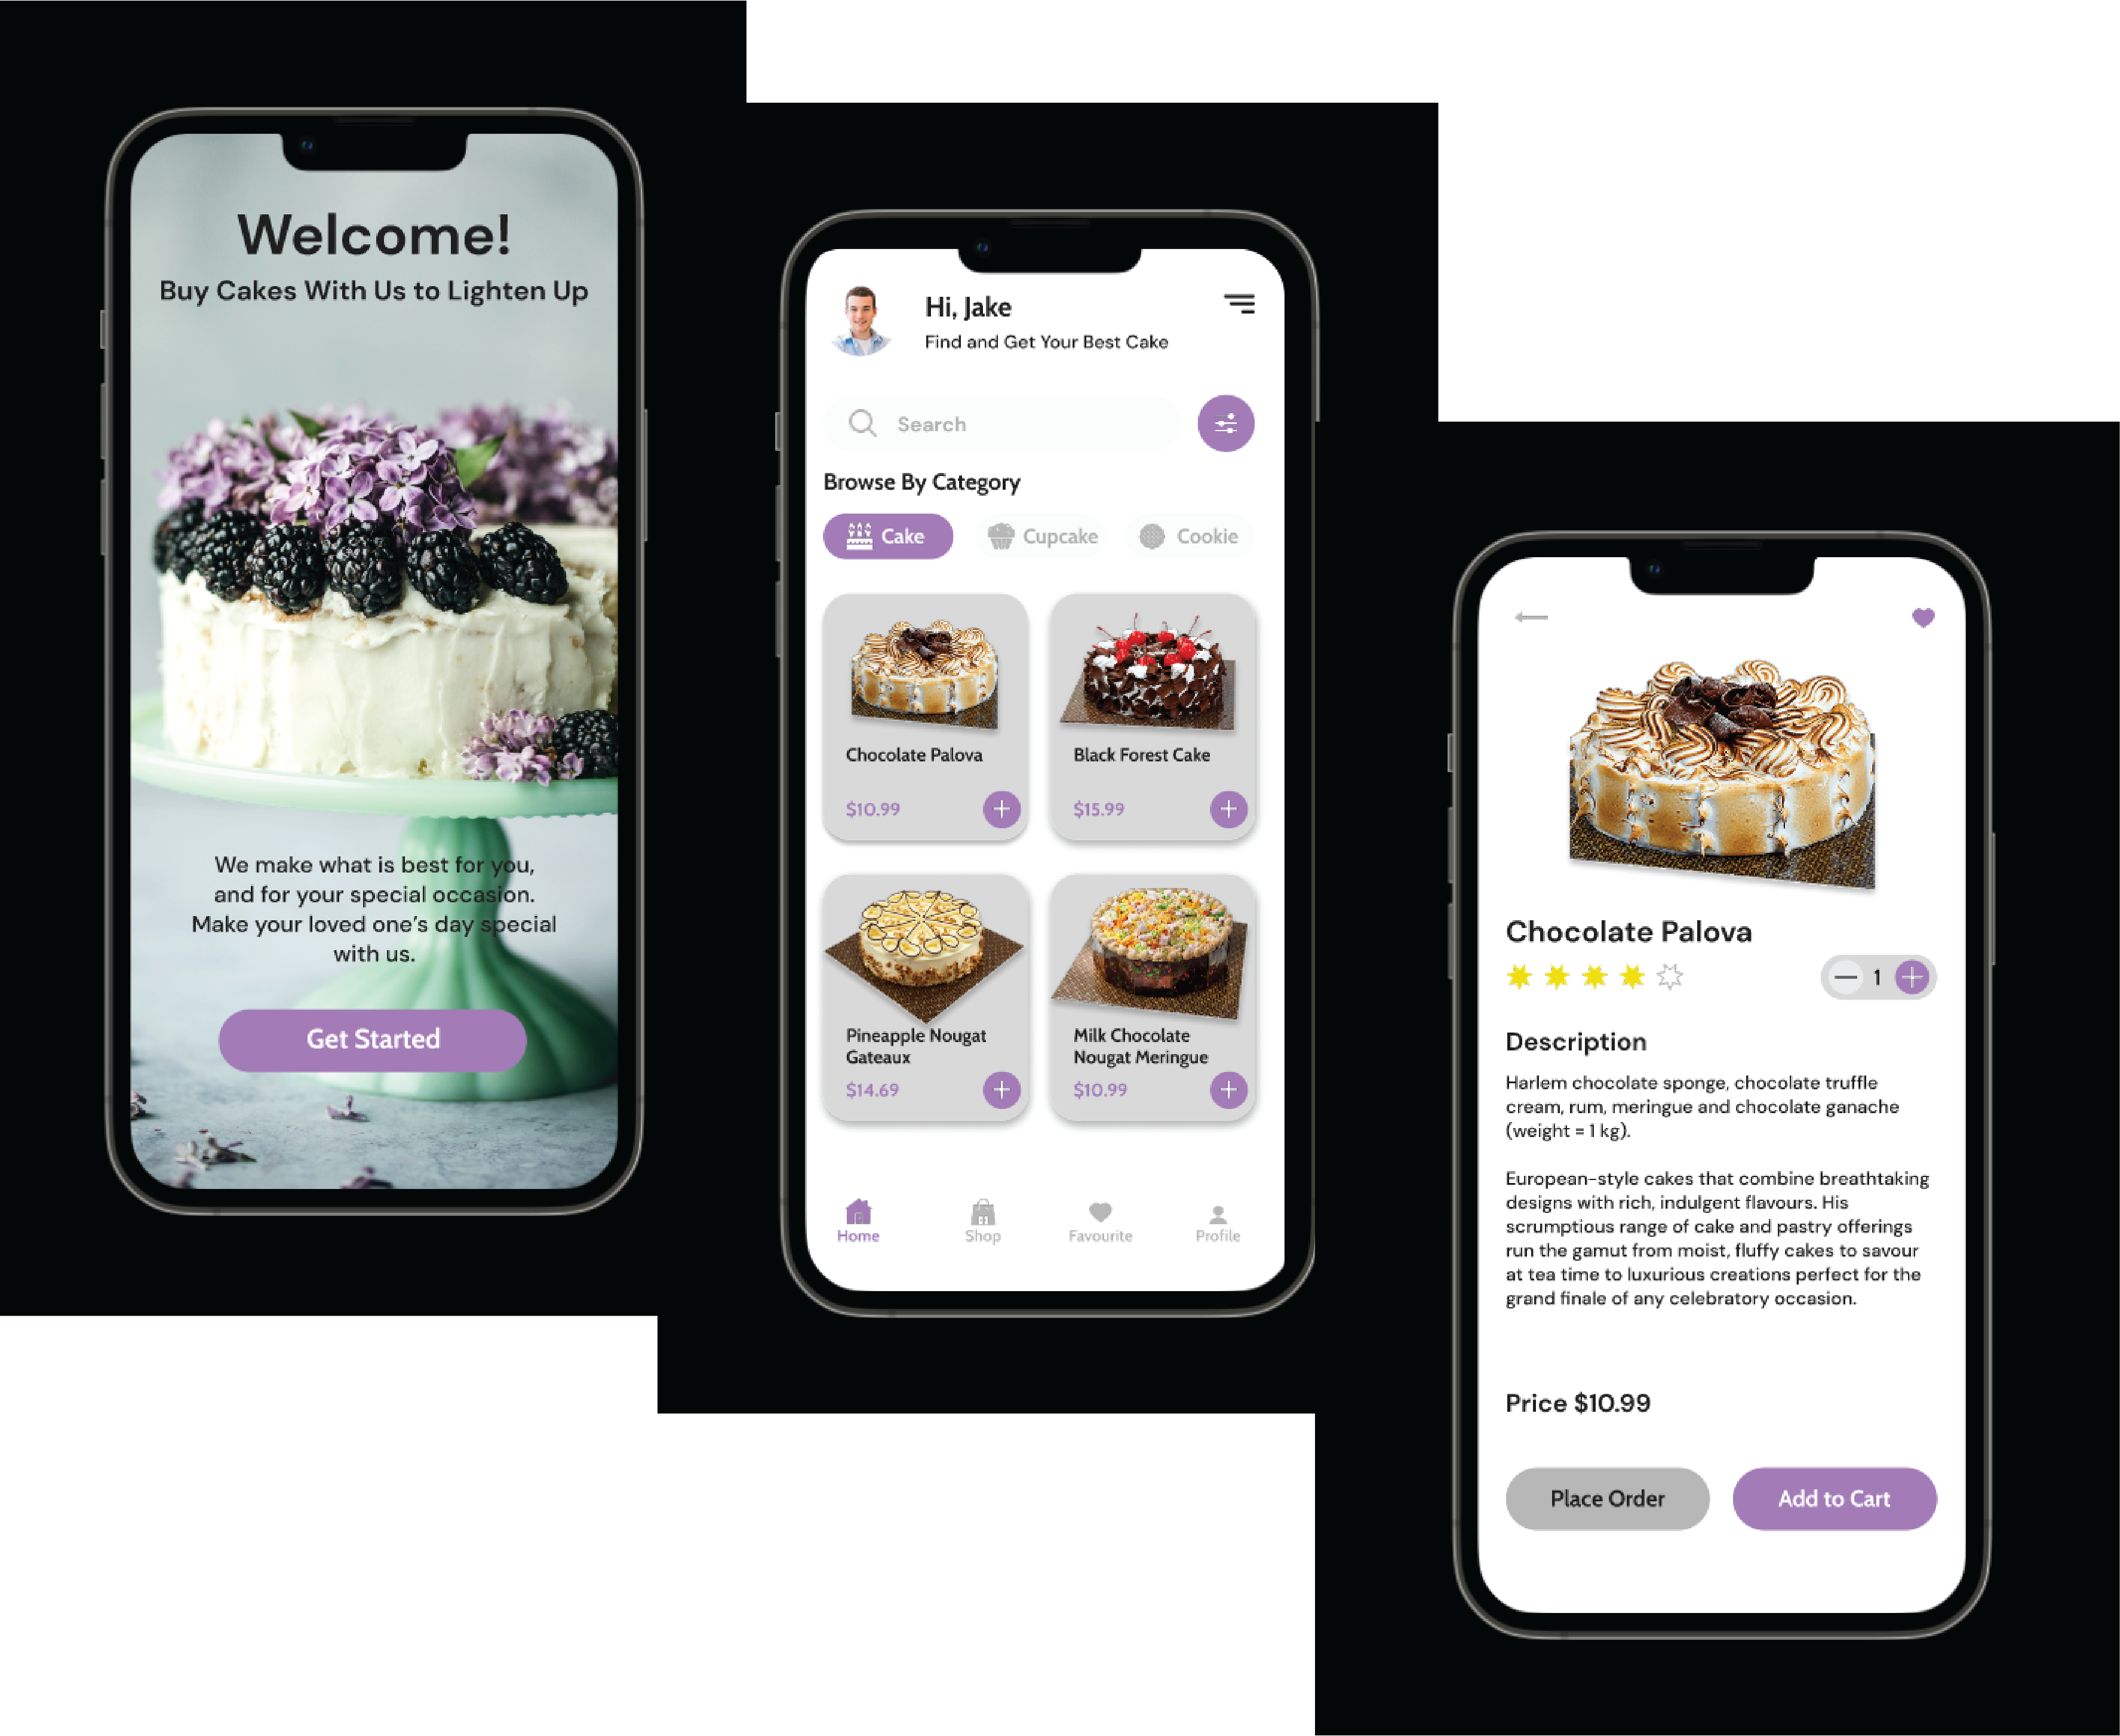 Welcome!
Buy Cakes With Us to Lighten Up
We make what is best for you,
and for your special occasion.
Make your loved one's day special
with us.
Get Started
Hi, Jake
Find and Get Your Best Cake
Search
Browse By Category
Cake
Cupcake
Cookie
Chocolate Palova
$10.99
Black Forest Cake
$15.99
Pineapple Nougat
Gateaux
$14.69
Milk Chocolate
Nougat Meringue
$10.99
Home
Shop
Favourite
Profile
Chocolate Palova
1
Description
Harlem chocolate sponge, chocolate truffle
cream, rum, meringue and chocolate ganache
(weight = 1 kg).
European-style cakes that combine breathtaking
designs with rich, indulgent flavours. His
scrumptious range of cake and pastry offerings
run the gamut from moist, fluffy cakes to savour
at tea time to luxurious creations perfect for the
grand finale of any celebratory occasion.
Price $10.99
Place Order
Add to Cart